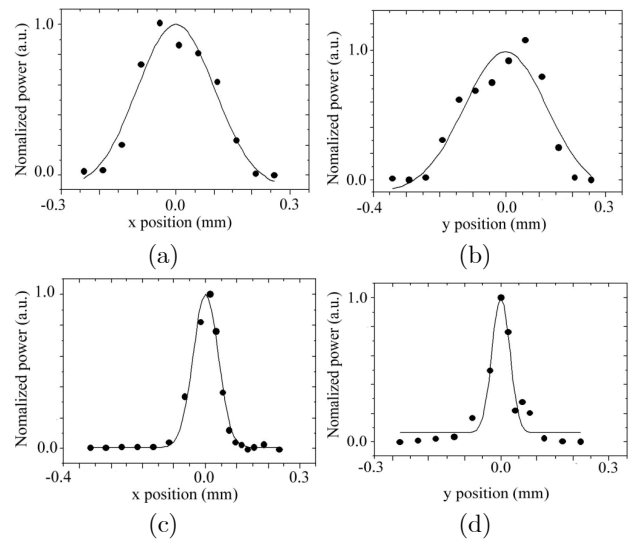 Nomalized power (a.u.)
1.0
0.0
-0.3 0.0 0.3
x position (mm)
(a)
Nomalized power (a.u.)
1.0
0.0
-0.4 0.0 0.3
y position (mm)
(b)
Nomalized power (a.u.)
1.0
0.0
-0.4 0.0 0.3
x position (mm)
(c)
Nomalized power (a.u.)
1.0
0.0
-0.3 0.0 0.3
y position (mm)
(d)